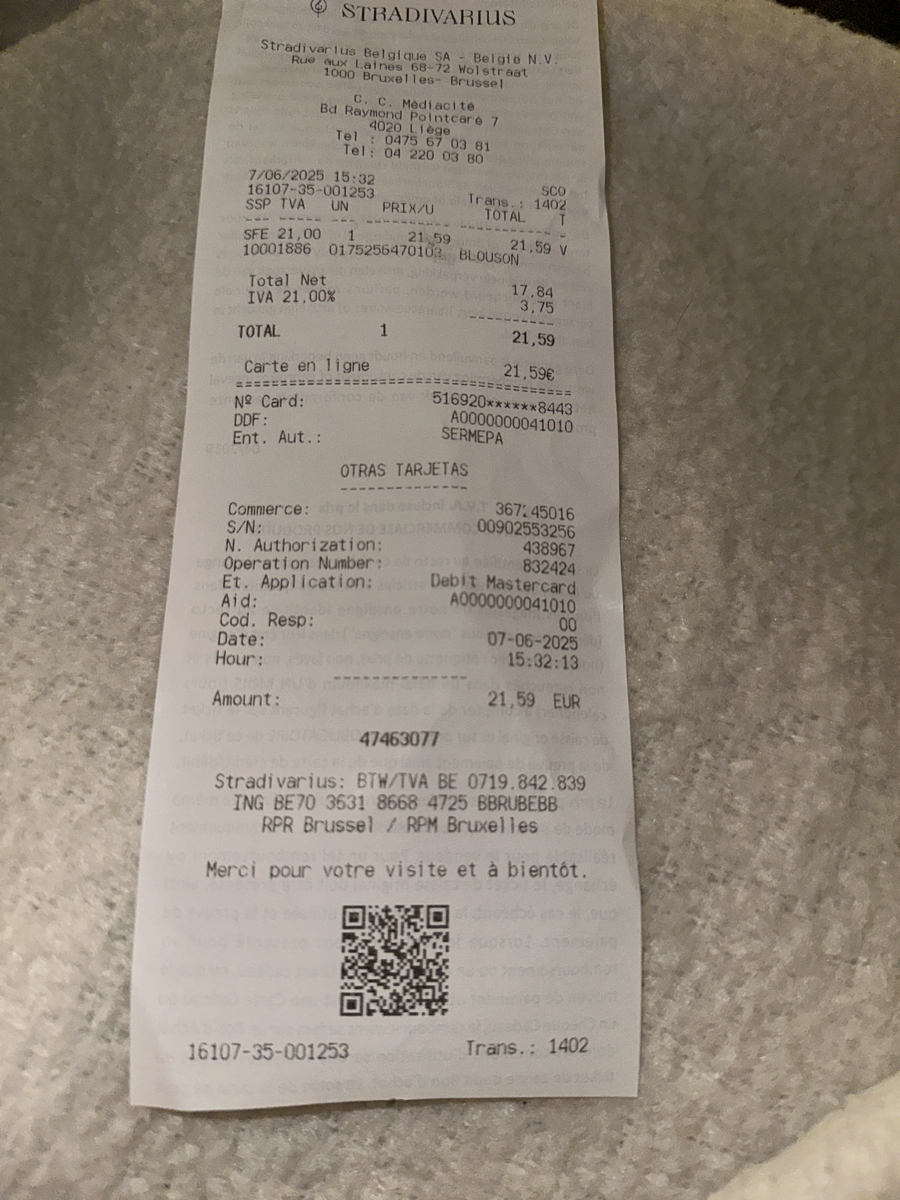 STRADIVARIUS
Stradivarius Belgique SA - België N.V.
Rue aux Laines 68-72 Wolstraat
1000 Bruxelles- Brussel
C. C. Médiacité
Bd Raymond Pointcaré 7
4020 Liège
Tel : 0475 67 03 81
Tel: 04 220 03 80
7/06/2025 15:32 SCO
16107-35-001253 Trans.: 1402
SSP TVA UN PRIX/U TOTAL T
--- ----- --- --------- ---------- -
SFE 21,00 1 21,59 21,59 V
10001886 0175256470103 BLOUSON
Total Net 17,84
IVA 21,00% 3,75
----------
TOTAL 1 21,59
Carte en ligne 21,59€
========================================
Nº Card: 516920******8443
DDF: A0000000041010
Ent. Aut.: SERMEPA
OTRAS TARJETAS
--------------
Commerce: 45016
S/N: 00902553256
N. Authorization: 438967
Operation Number: 832424
Et. Application: Debit Mastercard
Aid: A0000000041010
Cod. Resp: 00
Date: 07-06-2025
Hour: 15:32:13
--------------
Amount: 21,59 EUR
47463077
Stradivarius: BTW/TVA BE 0719.842.839
ING BE70 3631 8668 4725 BBRUBEBB
RPR Brussel / RPM Bruxelles
Merci pour votre visite et à bientôt.
16107-35-001253 Trans.: 1402